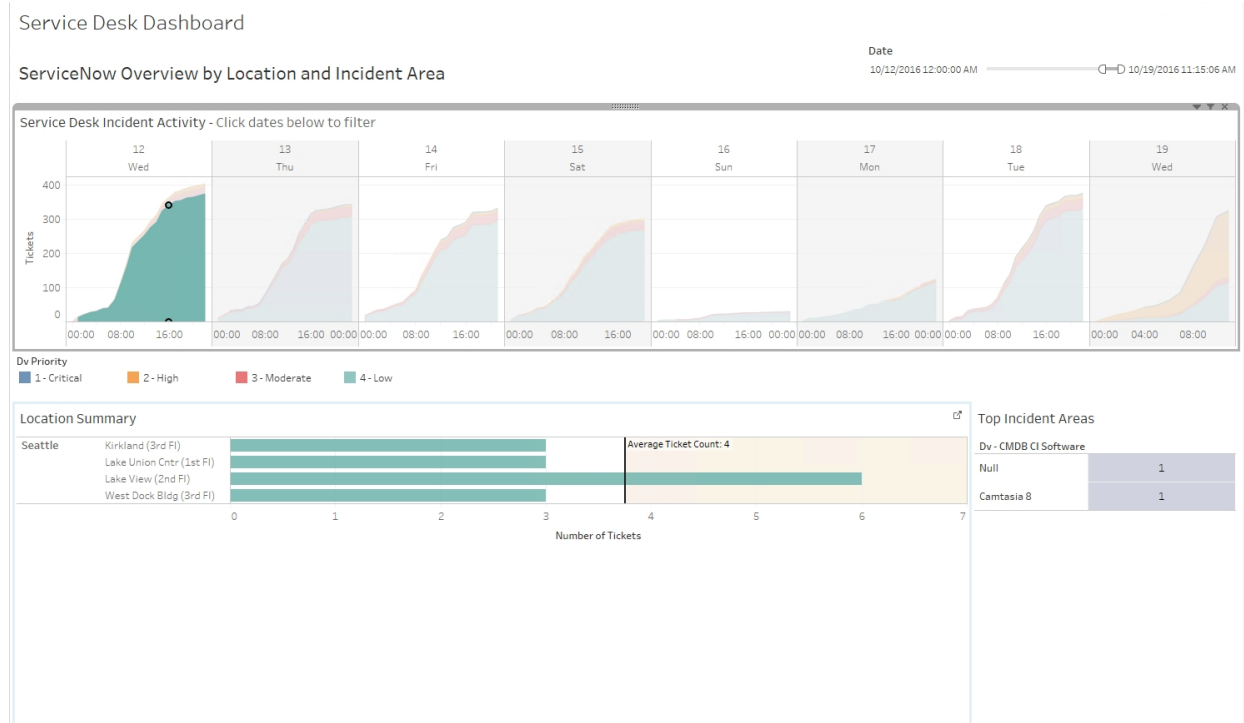 Service Desk Dashboard
Date
ServiceNow Overview by Location and Incident Area
10/12/2016 12:00:00 AM 10/19/2016 11:15:06 AM
Service Desk Incident Activity - Click dates below to filter
12 13 14 15 16 17 18 19
Wed Thu Fri Sat Sun Mon Tue Wed
Tickets
400
300
200
100
0
00:00 08:00 16:00 00:00 08:00 16:00 00:00 00:00 08:00 16:00 00:00 08:00 16:00 00:00 08:00 16:00 00:00 00:00 08:00 16:00 00:00 00:00 08:00 16:00 00:00 04:00 08:00
Dv Priority
1 - Critical 2 - High 3 - Moderate 4 - Low
Location Summary
Seattle
Kirkland (3rd Fl)
Lake Union Cntr (1st Fl)
Lake View (2nd Fl)
West Dock Bldg (3rd Fl)
Average Ticket Count: 4
0 1 2 3 4 5 6 7
Number of Tickets
Top Incident Areas
Dv - CMDB CI Software
Null 1
Camtasia 8 1